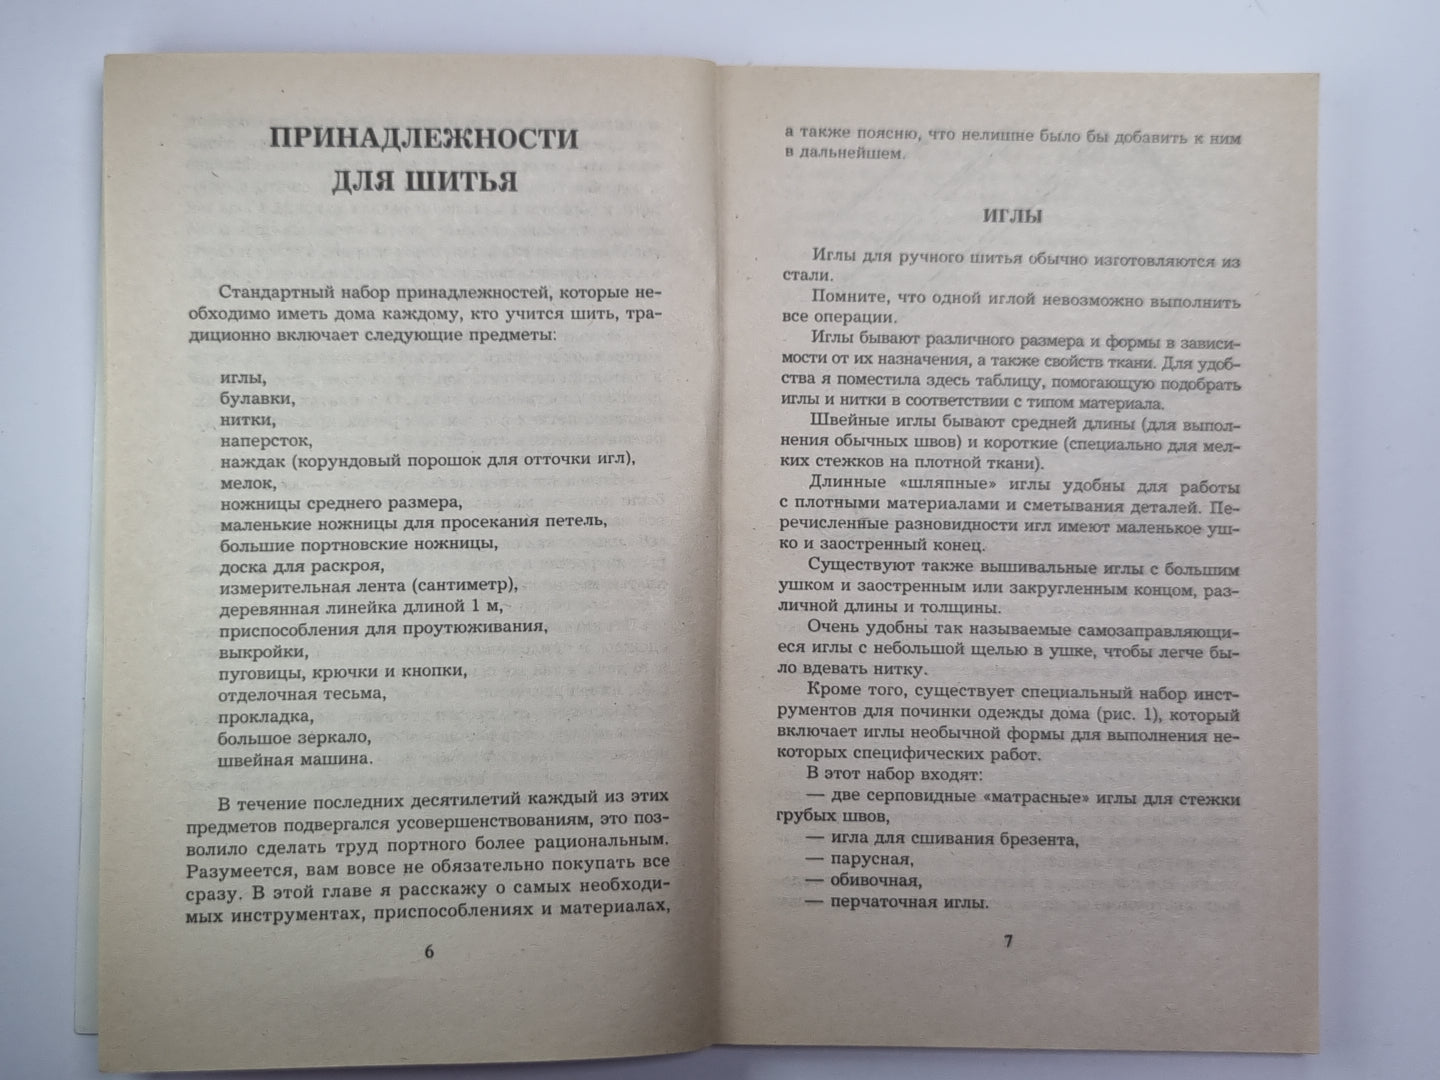 ПРИНАДЛЕЖНОСТИ
ДЛЯ ШИТЬЯ
Стандартный набор принадлежностей, которые не-
обходимо иметь дома каждому, кто учится шить, тра-
диционно включает следующие предметы:
иглы,
булавки,
нитки,
наперсток,
наждак (корундовый порошок для отточки игл),
мелок,
ножницы среднего размера,
маленькие ножницы для просекания петель,
большие портновские ножницы,
доска для раскроя,
измерительная лента (сантиметр),
деревянная линейка длиной 1 м,
приспособления для проутюживания,
выкройки,
пуговицы, крючки и кнопки,
отделочная тесьма,
прокладка,
большое зеркало,
швейная машина.
В течение последних десятилетий каждый из этих
предметов подвергался усовершенствованиям, это поз-
волило сделать труд портного более рациональным.
Разумеется, вам вовсе не обязательно покупать все
сразу. В этой главе я расскажу о самых необходи-
мых инструментах, приспособлениях и материалах,
6
а также поясню, что нелишне было бы добавить к ним
в дальнейшем.
ИГЛЫ
Иглы для ручного шитья обычно изготовляются из
стали.
Помните, что одной иглой невозможно выполнить
все операции.
Иглы бывают различного размера и формы в зависи-
мости от их назначения, а также свойств ткани. Для удоб-
ства я поместила здесь таблицу, помогающую подобрать
иглы и нитки в соответствии с типом материала.
Швейные иглы бывают средней длины (для выпол-
нения обычных швов) и короткие (специально для мел-
ких стежков на плотной ткани).
Длинные «шляпные» иглы удобны для работы
с плотными материалами и сметывания деталей. Пе-
речисленные разновидности игл имеют маленькое уш-
ко и заостренный конец.
Существуют также вышивальные иглы с большим
ушком и заостренным или закругленным концом, раз-
личной длины и толщины.
Очень удобны так называемые самозаправляющи-
еся иглы с небольшой щелью в ушке, чтобы легче бы-
ло вдевать нитку.
Кроме того, существует специальный набор инст-
рументов для починки одежды дома (рис. 1), который
включает иглы необычной формы для выполнения не-
которых специфических работ.
В этот набор входят:
— две серповидные «матрасные» иглы для стежки
грубых швов,
— игла для сшивания брезента,
— парусная,
— обивочная,
— перчаточная иглы.
7